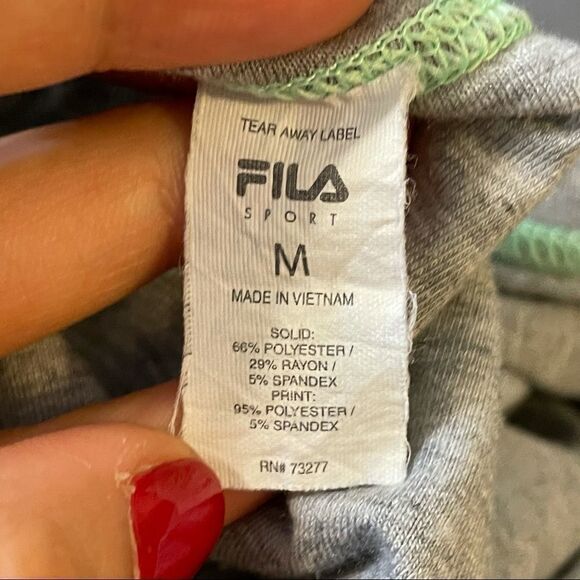 TEAR AWAY LABEL
FILA
SPORT
M
MADE IN VIETNAM
SOLID:
66% POLYESTER /
29% RAYON /
5% SPANDEX
PRINT:
95% POLYESTER /
5% SPANDEX
RN# 73277